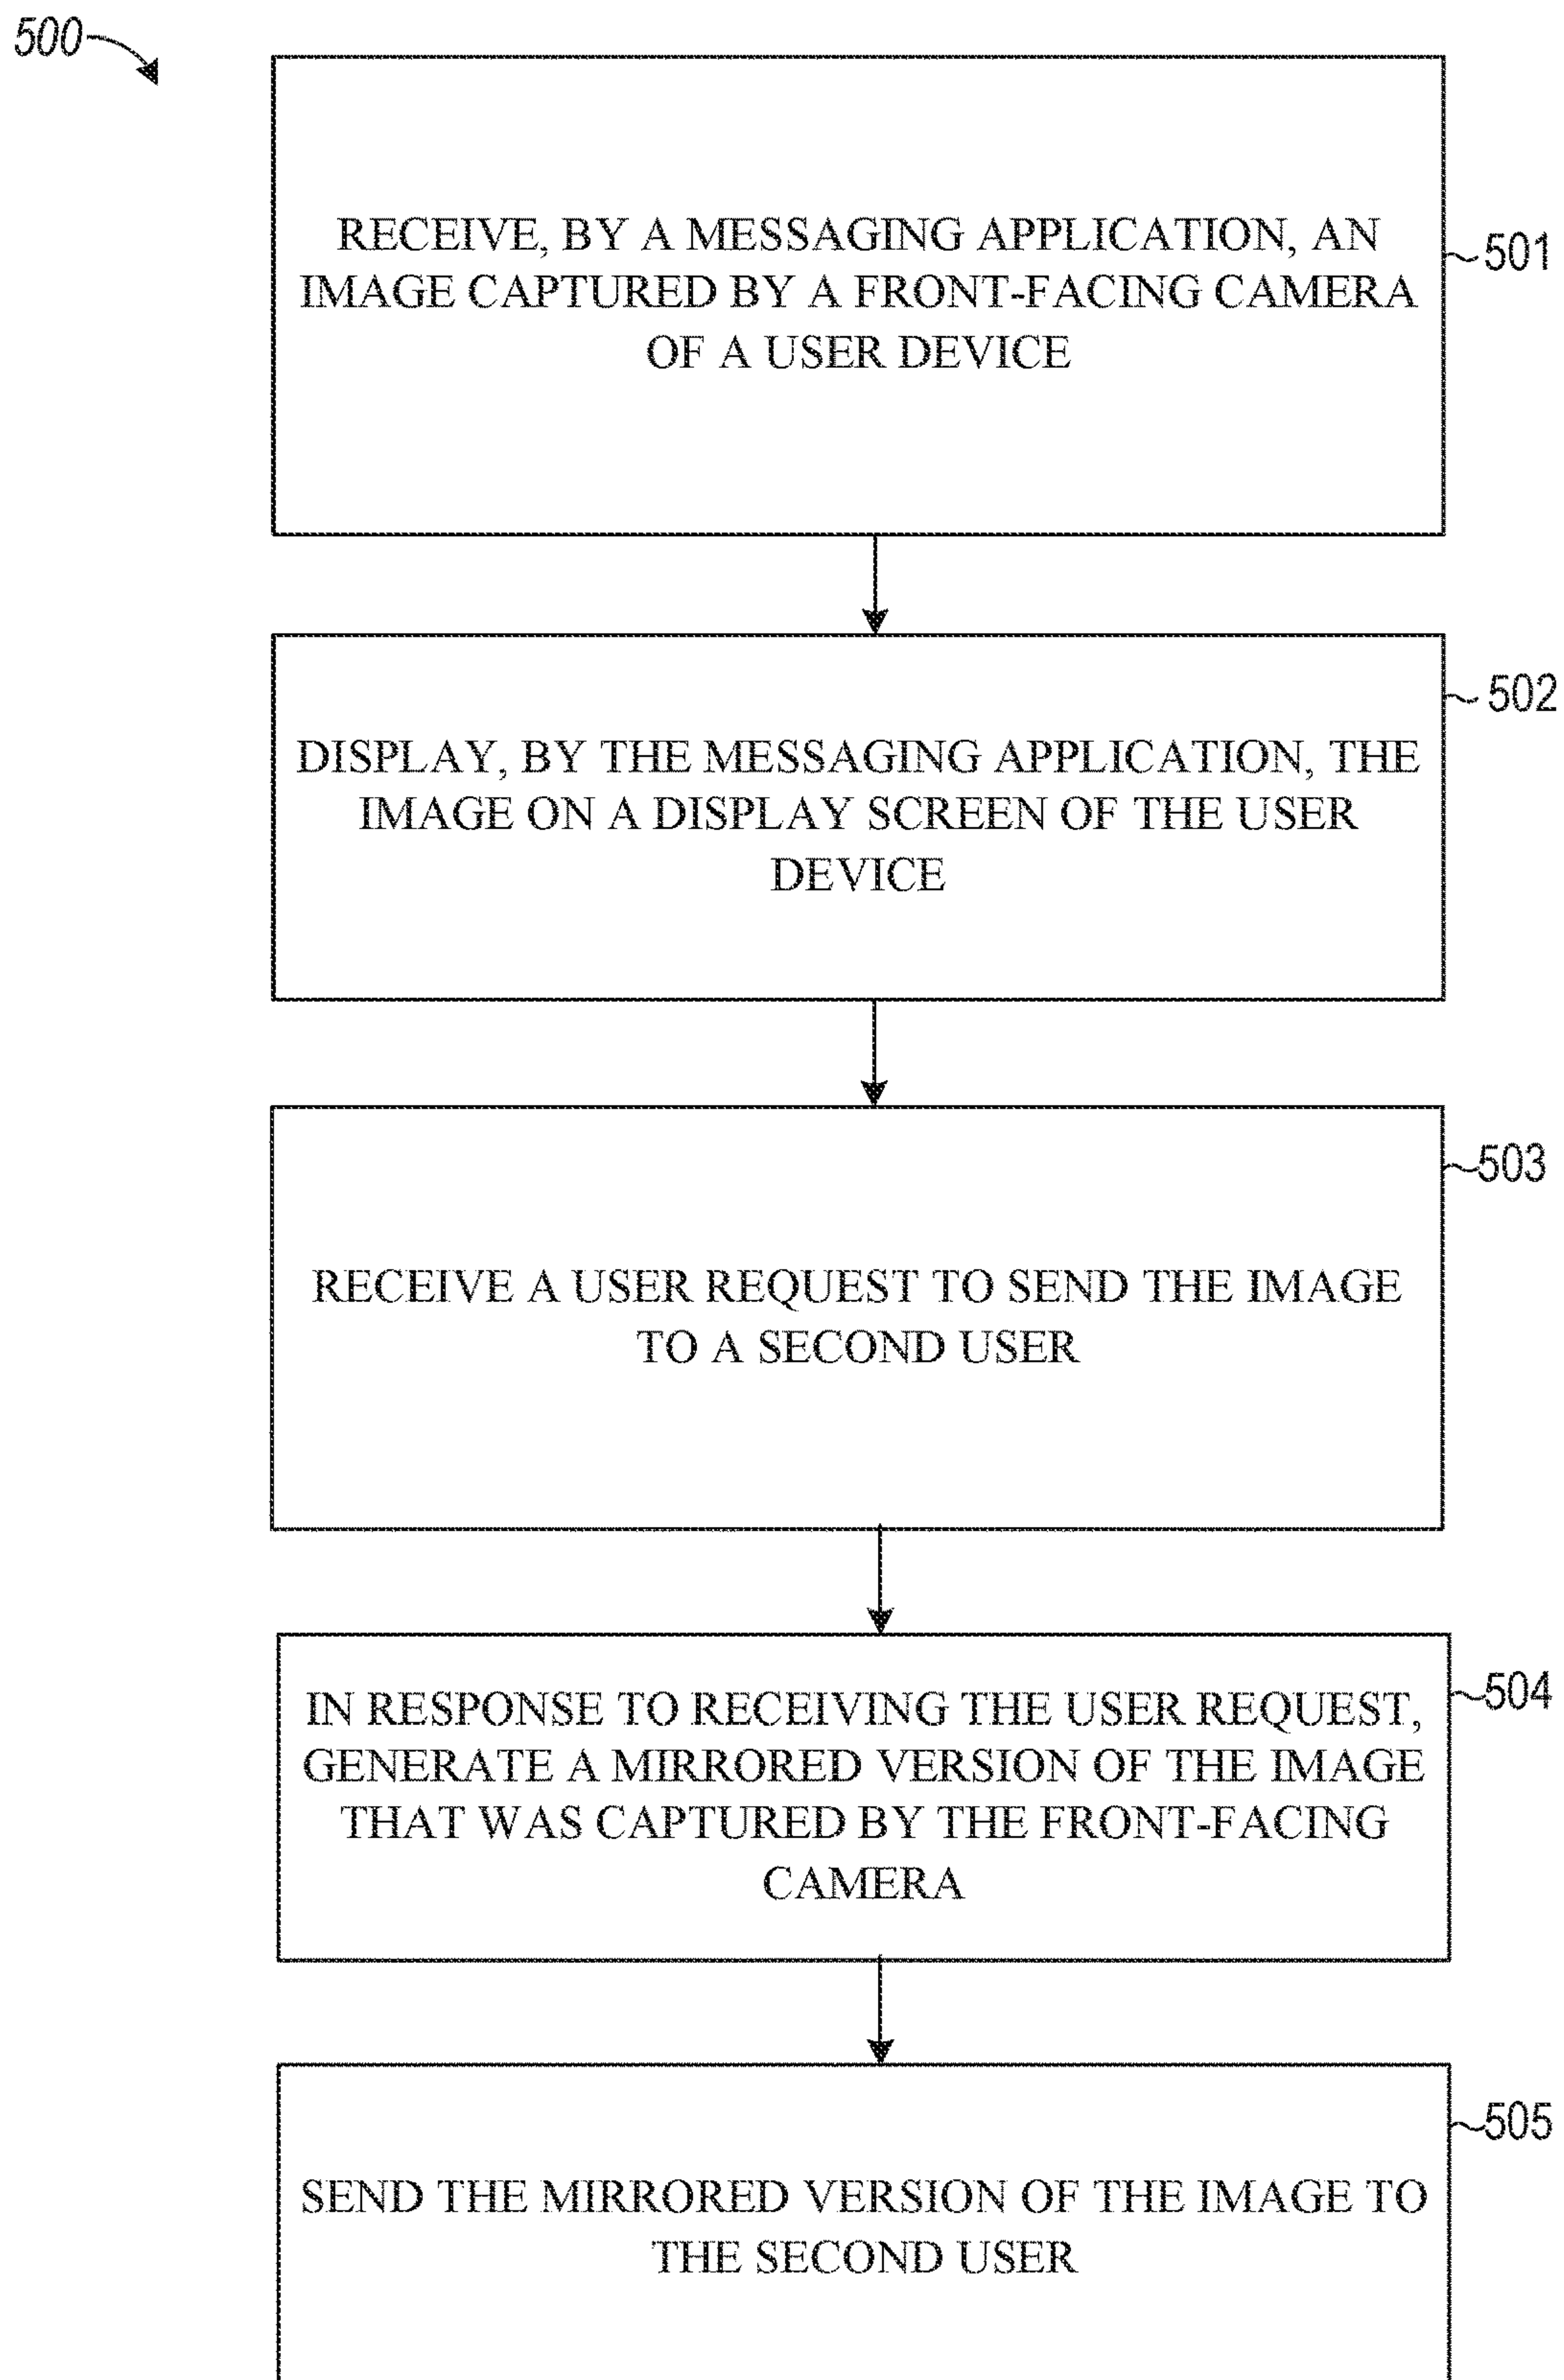 500
RECEIVE, BY A MESSAGING APPLICATION, AN
IMAGE CAPTURED BY A FRONT-FACING CAMERA
OF A USER DEVICE
501
DISPLAY, BY THE MESSAGING APPLICATION, THE
IMAGE ON A DISPLAY SCREEN OF THE USER
DEVICE
502
RECEIVE A USER REQUEST TO SEND THE IMAGE
TO A SECOND USER
503
IN RESPONSE TO RECEIVING THE USER REQUEST,
GENERATE A MIRRORED VERSION OF THE IMAGE
THAT WAS CAPTURED BY THE FRONT-FACING
CAMERA
504
SEND THE MIRRORED VERSION OF THE IMAGE TO
THE SECOND USER
505